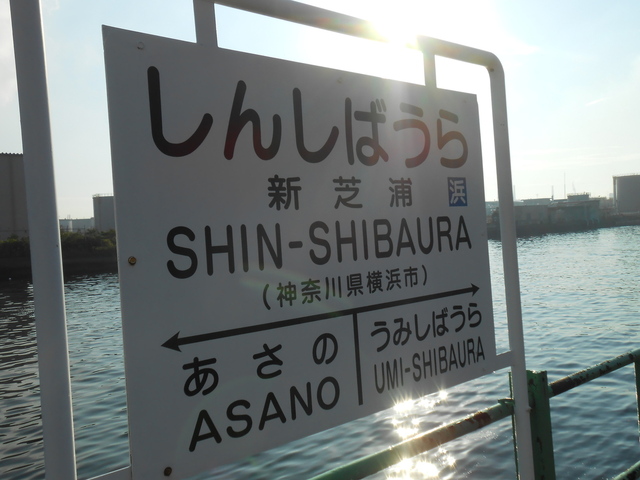 しんしばうら
新芝浦 浜
SHIN-SHIBAURA
(神奈川県横浜市)
あさの うみしばうら
ASANO UMI-SHIBAURA